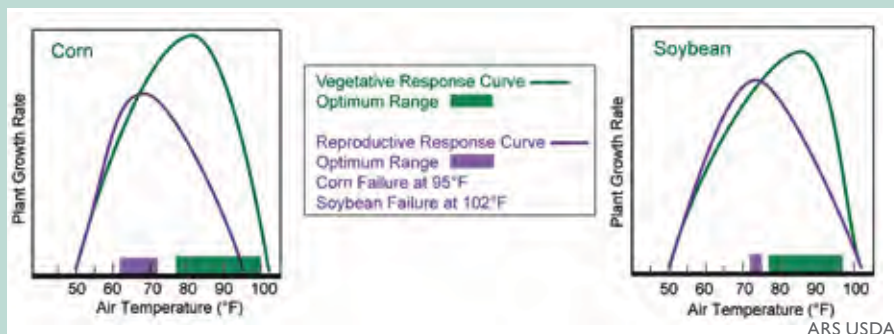 Corn
Plant Growth Rate
50 60 70 80 90 100
Air Temperature (°F)
Vegetative Response Curve
Optimum Range
Reproductive Response Curve
Optimum Range
Corn Failure at 95°F
Soybean Failure at 102°F
Soybean
Plant Growth Rate
50 60 70 80 90 100
Air Temperature (°F)
ARS USDA